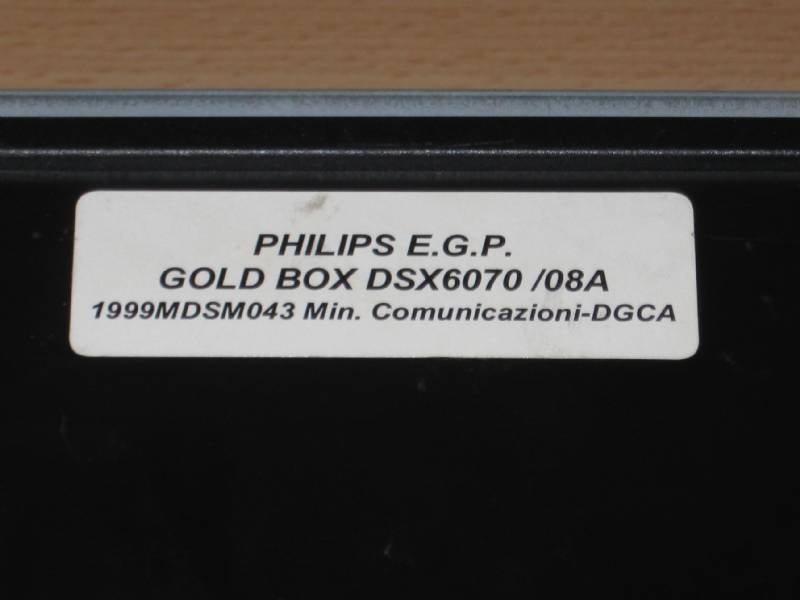 PHILIPS E.G.P.
GOLD BOX DSX6070 /08A
1999MDSM043 Min. Comunicazioni-DGCA